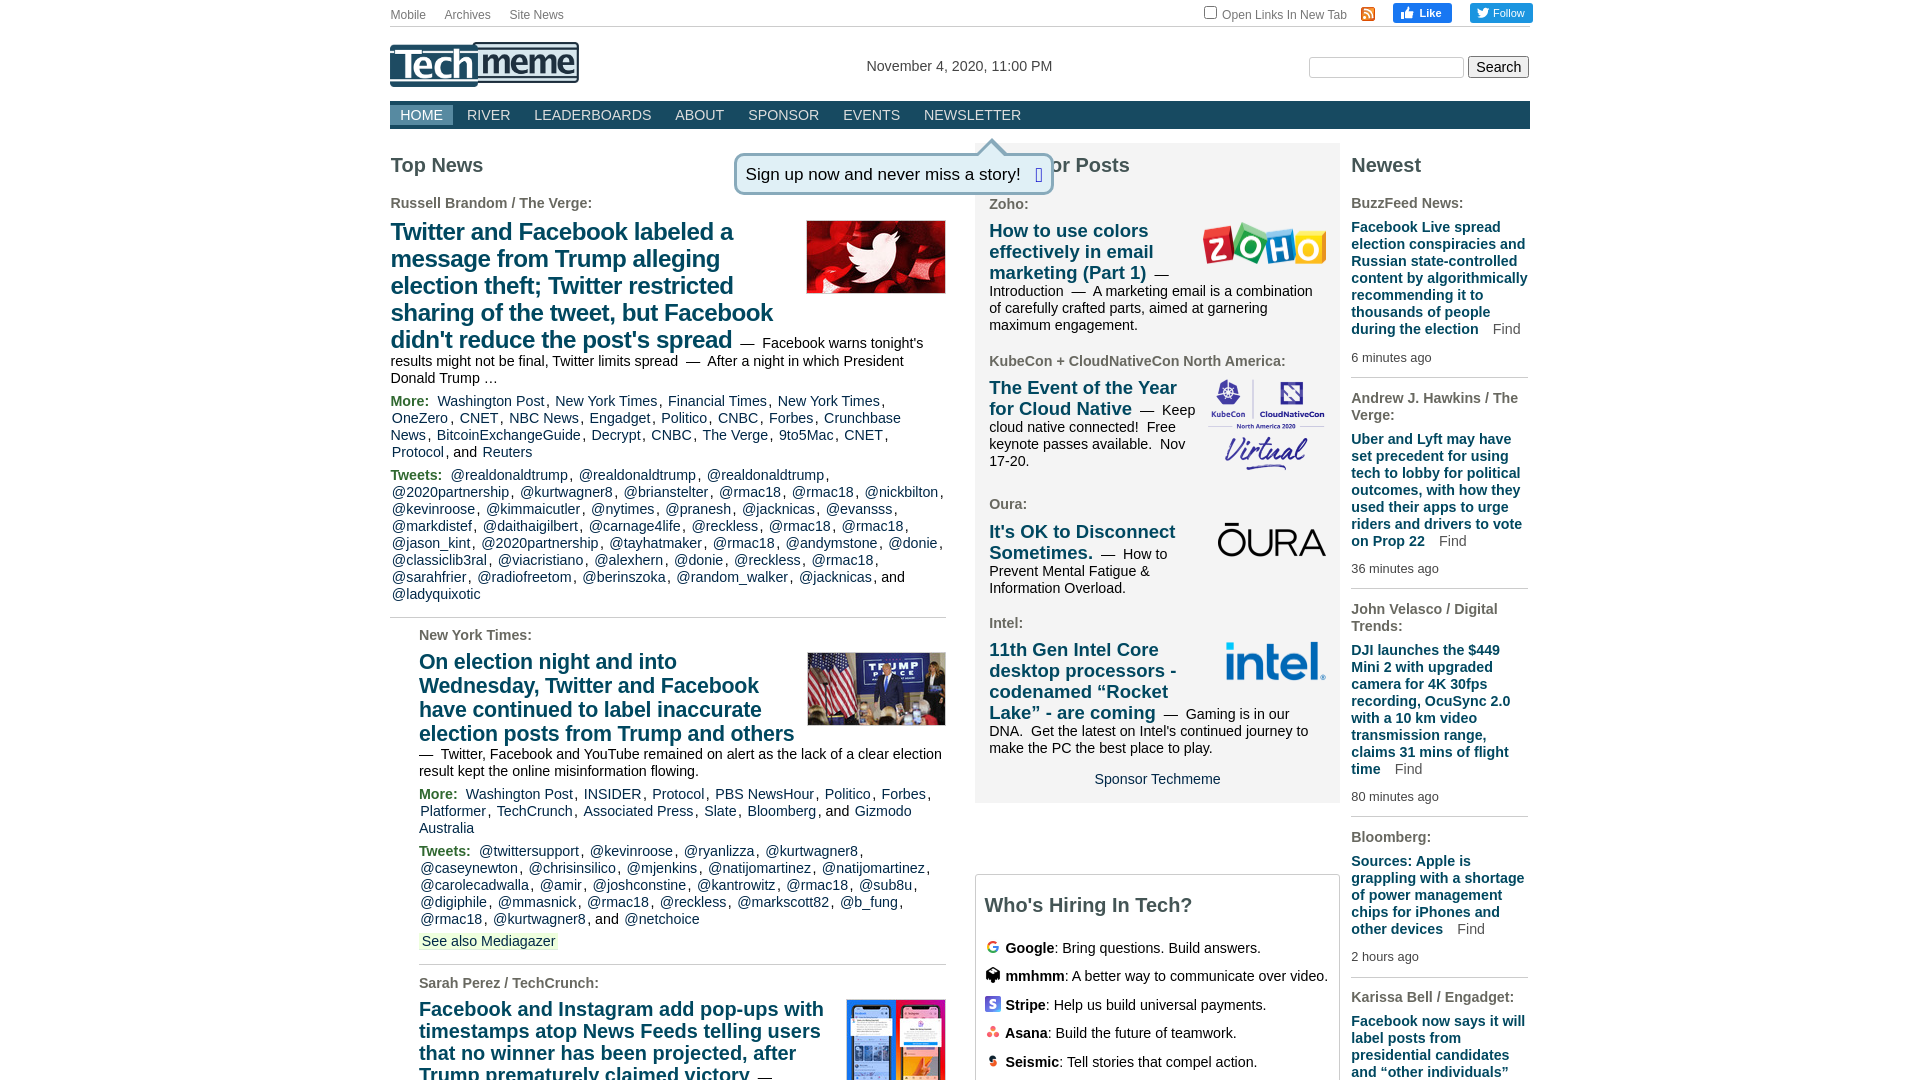 Mobile Archives Site News
Open Links In New Tab Like Follow
Techmeme
November 4, 2020, 11:00 PM
Search
HOME RIVER LEADERBOARDS ABOUT SPONSOR EVENTS NEWSLETTER
Sign up now and never miss a story!
Top News
Russell Brandom / The Verge:
Twitter and Facebook labeled a
message from Trump alleging
election theft; Twitter restricted
sharing of the tweet, but Facebook
didn't reduce the post's spread — Facebook warns tonight's
results might not be final, Twitter limits spread — After a night in which President
Donald Trump …
More: Washington Post, New York Times, Financial Times, New York Times,
OneZero, CNET, NBC News, Engadget, Politico, CNBC, Forbes, Crunchbase
News, BitcoinExchangeGuide, Decrypt, CNBC, The Verge, 9to5Mac, CNET,
Protocol, and Reuters
Tweets: @realdonaldtrump, @realdonaldtrump, @realdonaldtrump,
@2020partnership, @kurtwagner8, @brianstelter, @rmac18, @rmac18, @nickbilton,
@kevinroose, @kimmaicutler, @nytimes, @pranesh, @jacknicas, @evansss,
@markdistef, @daithaigilbert, @carnage4life, @reckless, @rmac18, @rmac18,
@jason_kint, @2020partnership, @tayhatmaker, @rmac18, @andymstone, @donie,
@classiclib3ral, @viacristiano, @alexhern, @donie, @reckless, @rmac18,
@sarahfrier, @radiofreetom, @berinszoka, @random_walker, @jacknicas, and
@ladyquixotic
New York Times:
On election night and into
Wednesday, Twitter and Facebook
have continued to label inaccurate
election posts from Trump and others
— Twitter, Facebook and YouTube remained on alert as the lack of a clear election
result kept the online misinformation flowing.
TRUMP
PENCE
More: Washington Post, INSIDER, Protocol, PBS NewsHour, Politico, Forbes,
Platformer, TechCrunch, Associated Press, Slate, Bloomberg, and Gizmodo
Australia
Tweets: @twittersupport, @kevinroose, @ryanlizza, @kurtwagner8,
@caseynewton, @chrisinsilico, @mjenkins, @natijomartinez, @natijomartinez,
@carolecadwalla, @amir, @joshconstine, @kantrowitz, @rmac18, @sub8u,
@digiphile, @mmasnick, @rmac18, @reckless, @markscott82, @b_fung,
@rmac18, @kurtwagner8, and @netchoice
See also Mediagazer
Sarah Perez / TechCrunch:
Facebook and Instagram add pop-ups with
timestamps atop News Feeds telling users
that no winner has been projected, after
Trump prematurely claimed victory —
or Posts
Zoho:
How to use colors
effectively in email
marketing (Part 1) —
Introduction — A marketing email is a combination
of carefully crafted parts, aimed at garnering
maximum engagement.
ZOHO
KubeCon + CloudNativeCon North America:
The Event of the Year
for Cloud Native — Keep
cloud native connected! Free
keynote passes available. Nov
17-20.
KubeCon CloudNativeCon
North America 2020
Virtual
Oura:
It's OK to Disconnect
Sometimes. — How to
Prevent Mental Fatigue &
Information Overload.
ŌURA
Intel:
11th Gen Intel Core
desktop processors -
codenamed “Rocket
Lake” - are coming — Gaming is in our
DNA. Get the latest on Intel's continued journey to
make the PC the best place to play.
intel
Sponsor Techmeme
Who's Hiring In Tech?
Google: Bring questions. Build answers.
mmhmm: A better way to communicate over video.
Stripe: Help us build universal payments.
Asana: Build the future of teamwork.
Seismic: Tell stories that compel action.
Newest
BuzzFeed News:
Facebook Live spread
election conspiracies and
Russian state-controlled
content by algorithmically
recommending it to
thousands of people
during the election Find
6 minutes ago
Andrew J. Hawkins / The
Verge:
Uber and Lyft may have
set precedent for using
tech to lobby for political
outcomes, with how they
used their apps to urge
riders and drivers to vote
on Prop 22 Find
36 minutes ago
John Velasco / Digital
Trends:
DJI launches the $449
Mini 2 with upgraded
camera for 4K 30fps
recording, OcuSync 2.0
with a 10 km video
transmission range,
claims 31 mins of flight
time Find
80 minutes ago
Bloomberg:
Sources: Apple is
grappling with a shortage
of power management
chips for iPhones and
other devices Find
2 hours ago
Karissa Bell / Engadget:
Facebook now says it will
label posts from
presidential candidates
and “other individuals”